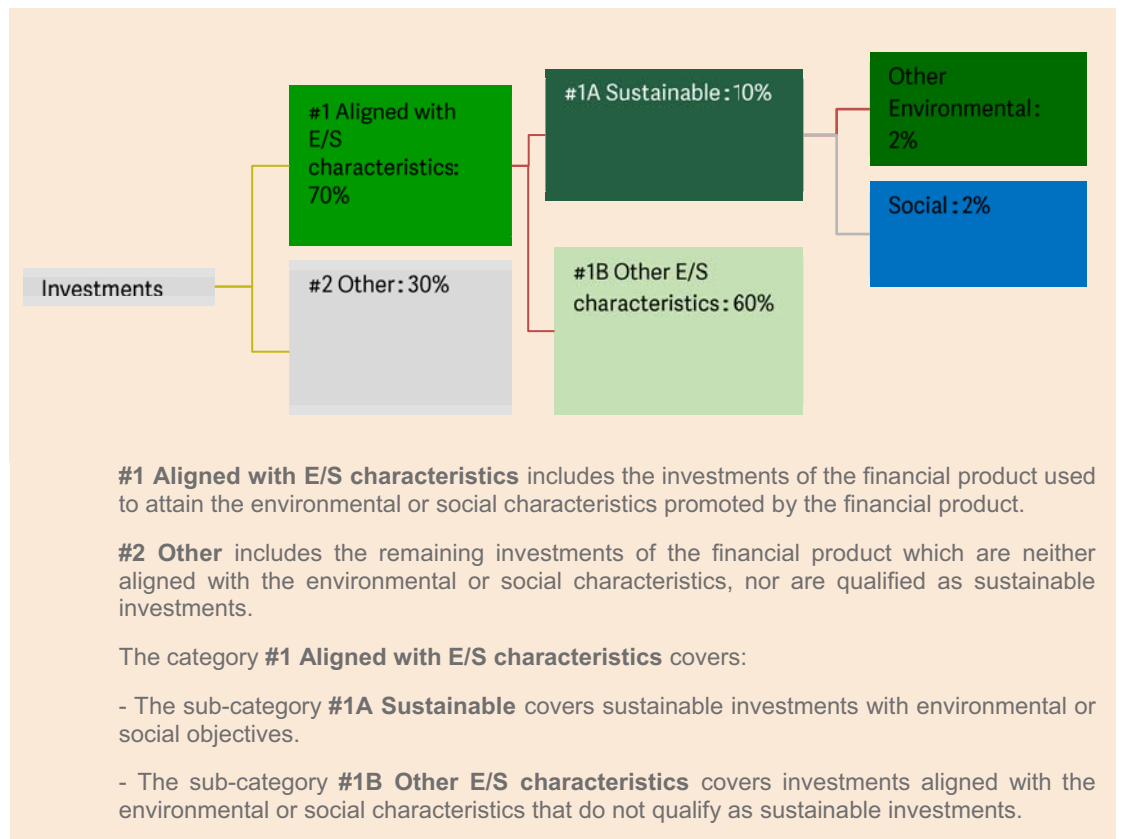 Investments
#1 Aligned with
E/S
characteristics:
70%
#2 Other: 30%
#1A Sustainable: 10%
#1B Other E/S
characteristics: 60%
Other
Environmental:
2%
Social: 2%
#1 Aligned with E/S characteristics includes the investments of the financial product used
to attain the environmental or social characteristics promoted by the financial product.
#2 Other includes the remaining investments of the financial product which are neither
aligned with the environmental or social characteristics, nor are qualified as sustainable
investments.
The category #1 Aligned with E/S characteristics covers:
- The sub-category #1A Sustainable covers sustainable investments with environmental or
social objectives.
- The sub-category #1B Other E/S characteristics covers investments aligned with the
environmental or social characteristics that do not qualify as sustainable investments.